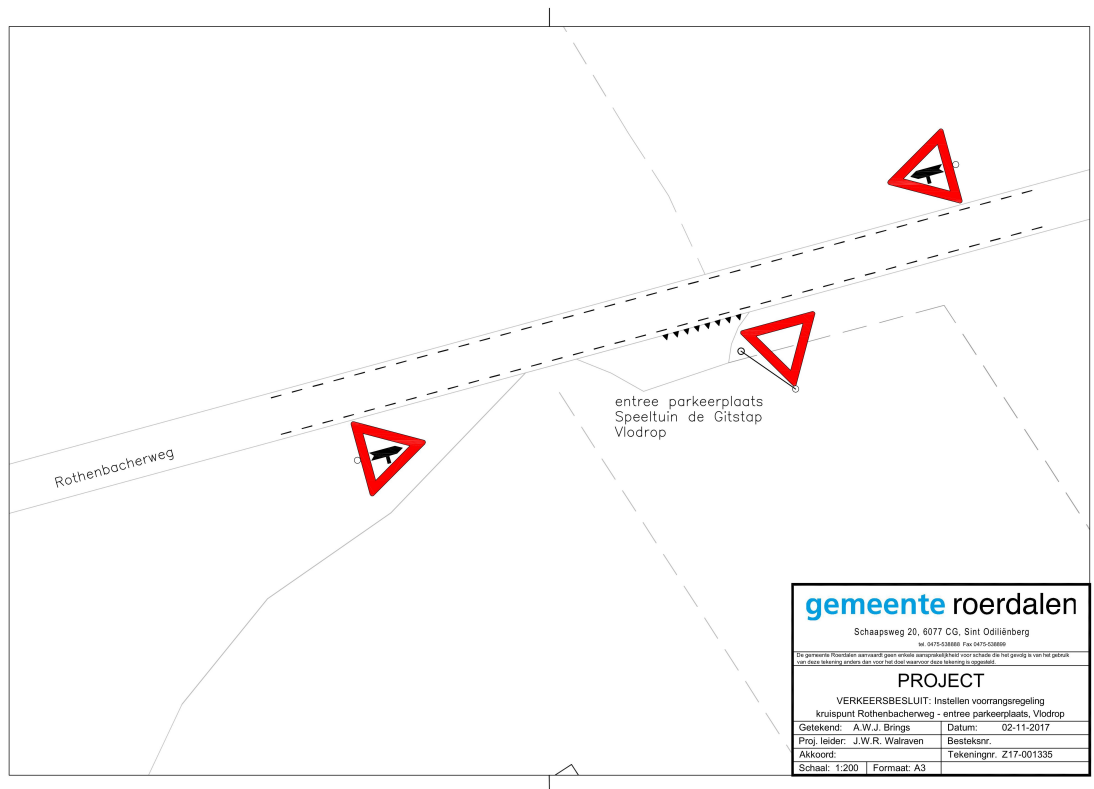 Rothenbacherweg
entree parkeerplaats
Speeltuin de Gitstap
Vlodrop
gemeente roerdalen
Schaapsweg 20, 6077 CG, Sint Odiliënberg
tel. 0475-538888 Fax 0475-538899
De gemeente Roerdalen aanvaardt geen enkele aansprakelijkheid voor schade die het gevolg is van het gebruik
van deze tekening anders dan voor het doel waarvoor deze tekening is opgesteld.
PROJECT
VERKEERSBESLUIT: Instellen voorrangsregeling
kruispunt Rothenbacherweg - entree parkeerplaats, Vlodrop
Getekend: A.W.J. Brings Datum: 02-11-2017
Proj. leider: J.W.R. Walraven Besteksnr.
Akkoord: Tekeningnr. Z17-001335
Schaal: 1:200 Formaat: A3